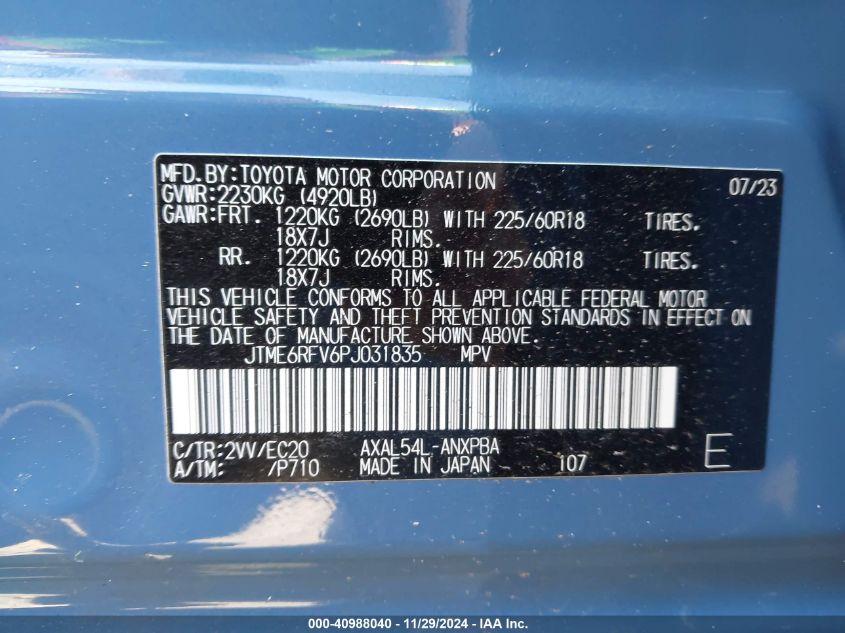 MFD.BY:TOYOTA MOTOR CORPORATION 07/23
GVWR:2230KG (4920LB)
GAWR:FRT. 1220KG (2690LB) WITH 225/60R18 TIRES.
18X7J RIMS.
RR. 1220KG (2690LB) WITH 225/60R18 TIRES.
18X7J RIMS.
THIS VEHICLE CONFORMS TO ALL APPLICABLE FEDERAL MOTOR
VEHICLE SAFETY AND THEFT PREVENTION STANDARDS IN EFFECT ON
THE DATE OF MANUFACTURE SHOWN ABOVE.
JTME6RFV6PJ031835 MPV
C/TR:2VV/EC20 AXAL54L-ANXPBA
A/TM: /P710 MADE IN JAPAN 107 E
000-40988040 - 11/29/2024 - IAA Inc.